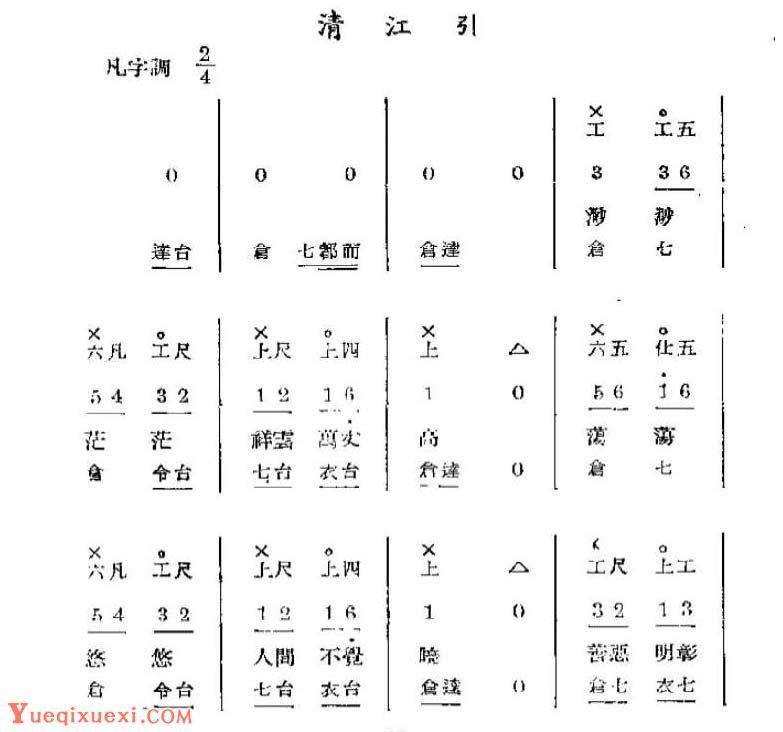 清江引
凡字調 2/4
× ○
工 工五
0 0 0 0 0 3 36
渺 渺
達台 倉 七都而 倉達 倉 七
× ○ × ○ × × ○
六凡 工尺 上尺 上四 上 △ 六五 仕五
54 32 12 16 1 0 56 16
茫 茫 祥雲 萬丈 高 蕩 蕩
倉 令台 七台 衣台 倉達 0 倉 七
× ○ × ○ × ○
六凡 工尺 上尺 上四 上 △ 工尺 上工
54 32 12 16 1 0 32 13
悠 悠 人間 不覺 曉 善惡 明彰
倉 令台 七台 衣台 倉達 0 倉七 衣七
Yueqixuexi.com